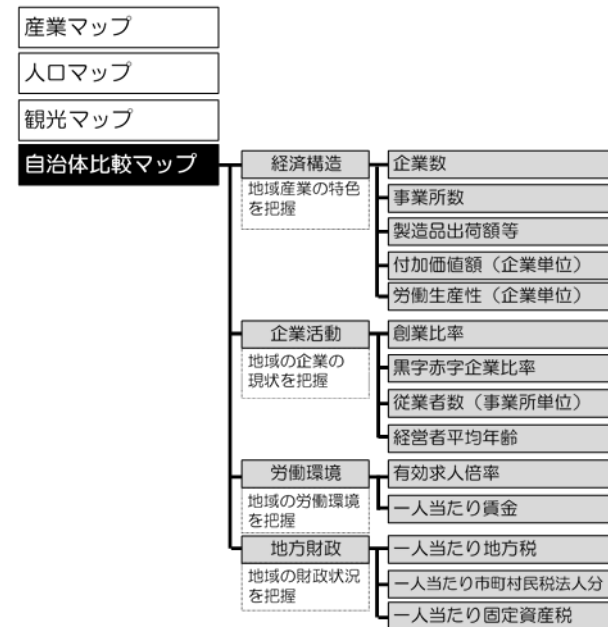 産業マップ
人口マップ
観光マップ
自治体比較マップ
経済構造
地域産業の特色
を把握
企業数
事業所数
製造品出荷額等
付加価値額（企業単位）
労働生産性（企業単位）
企業活動
地域の企業の
現状を把握
創業比率
黒字赤字企業比率
従業者数（事業所単位）
経営者平均年齢
労働環境
地域の労働環境
を把握
有効求人倍率
一人当たり賃金
地方財政
地域の財政状況
を把握
一人当たり地方税
一人当たり市町村民税法人分
一人当たり固定資産税